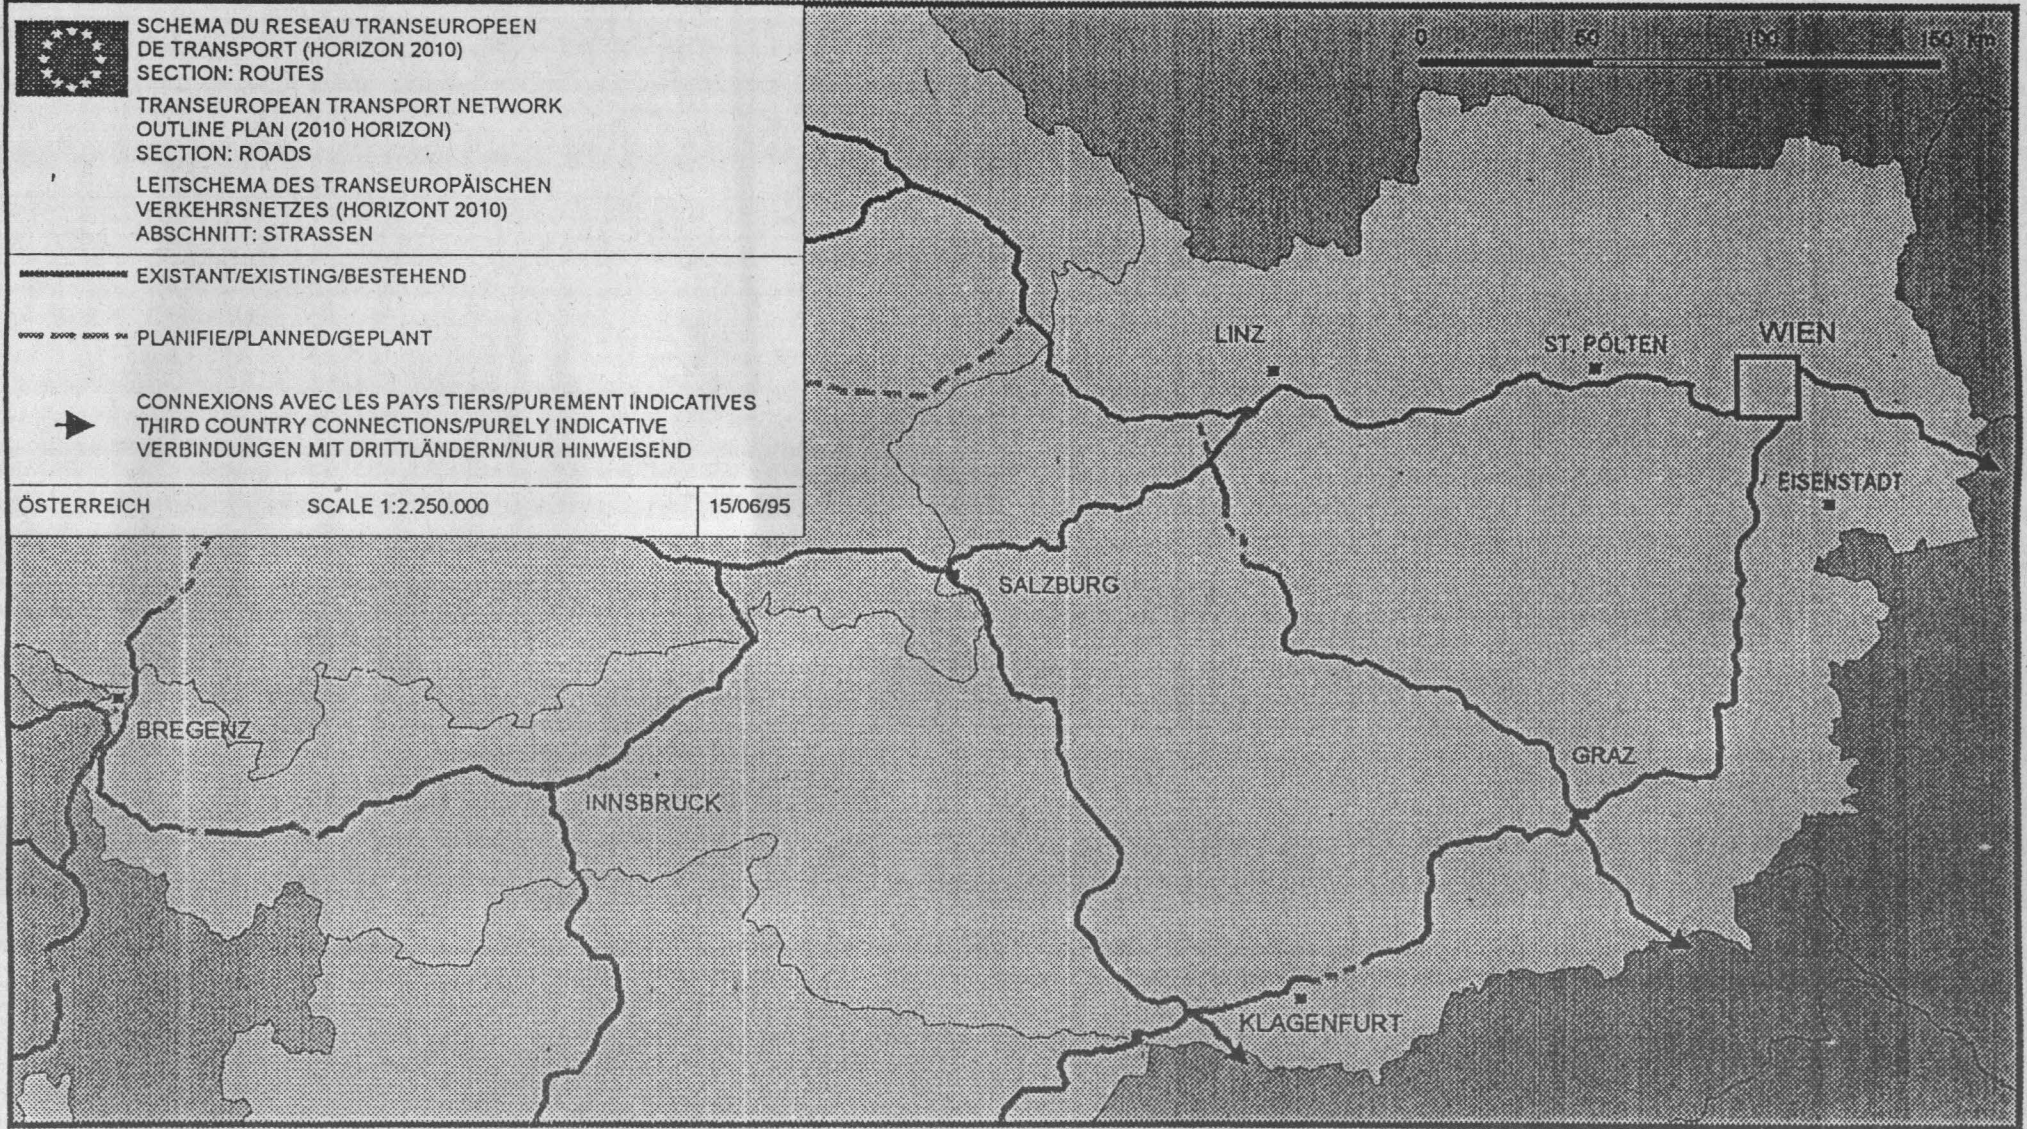 SCHEMA DU RESEAU TRANSEUROPEEN
DE TRANSPORT (HORIZON 2010)
SECTION: ROUTES
TRANSEUROPEAN TRANSPORT NETWORK
OUTLINE PLAN (2010 HORIZON)
SECTION: ROADS
LEITSCHEMA DES TRANSEUROPÄISCHEN
VERKEHRSNETZES (HORIZONT 2010)
ABSCHNITT: STRASSEN
EXISTANT/EXISTING/BESTEHEND
PLANIFIE/PLANNED/GEPLANT
CONNEXIONS AVEC LES PAYS TIERS/PUREMENT INDICATIVES
THIRD COUNTRY CONNECTIONS/PURELY INDICATIVE
VERBINDUNGEN MIT DRITTLÄNDERN/NUR HINWEISEND
ÖSTERREICH SCALE 1:2.250.000 15/06/95
0 50 100 150 Km
LINZ
ST. PÖLTEN
WIEN
EISENSTADT
SALZBURG
BREGENZ
GRAZ
INNSBRUCK
KLAGENFURT